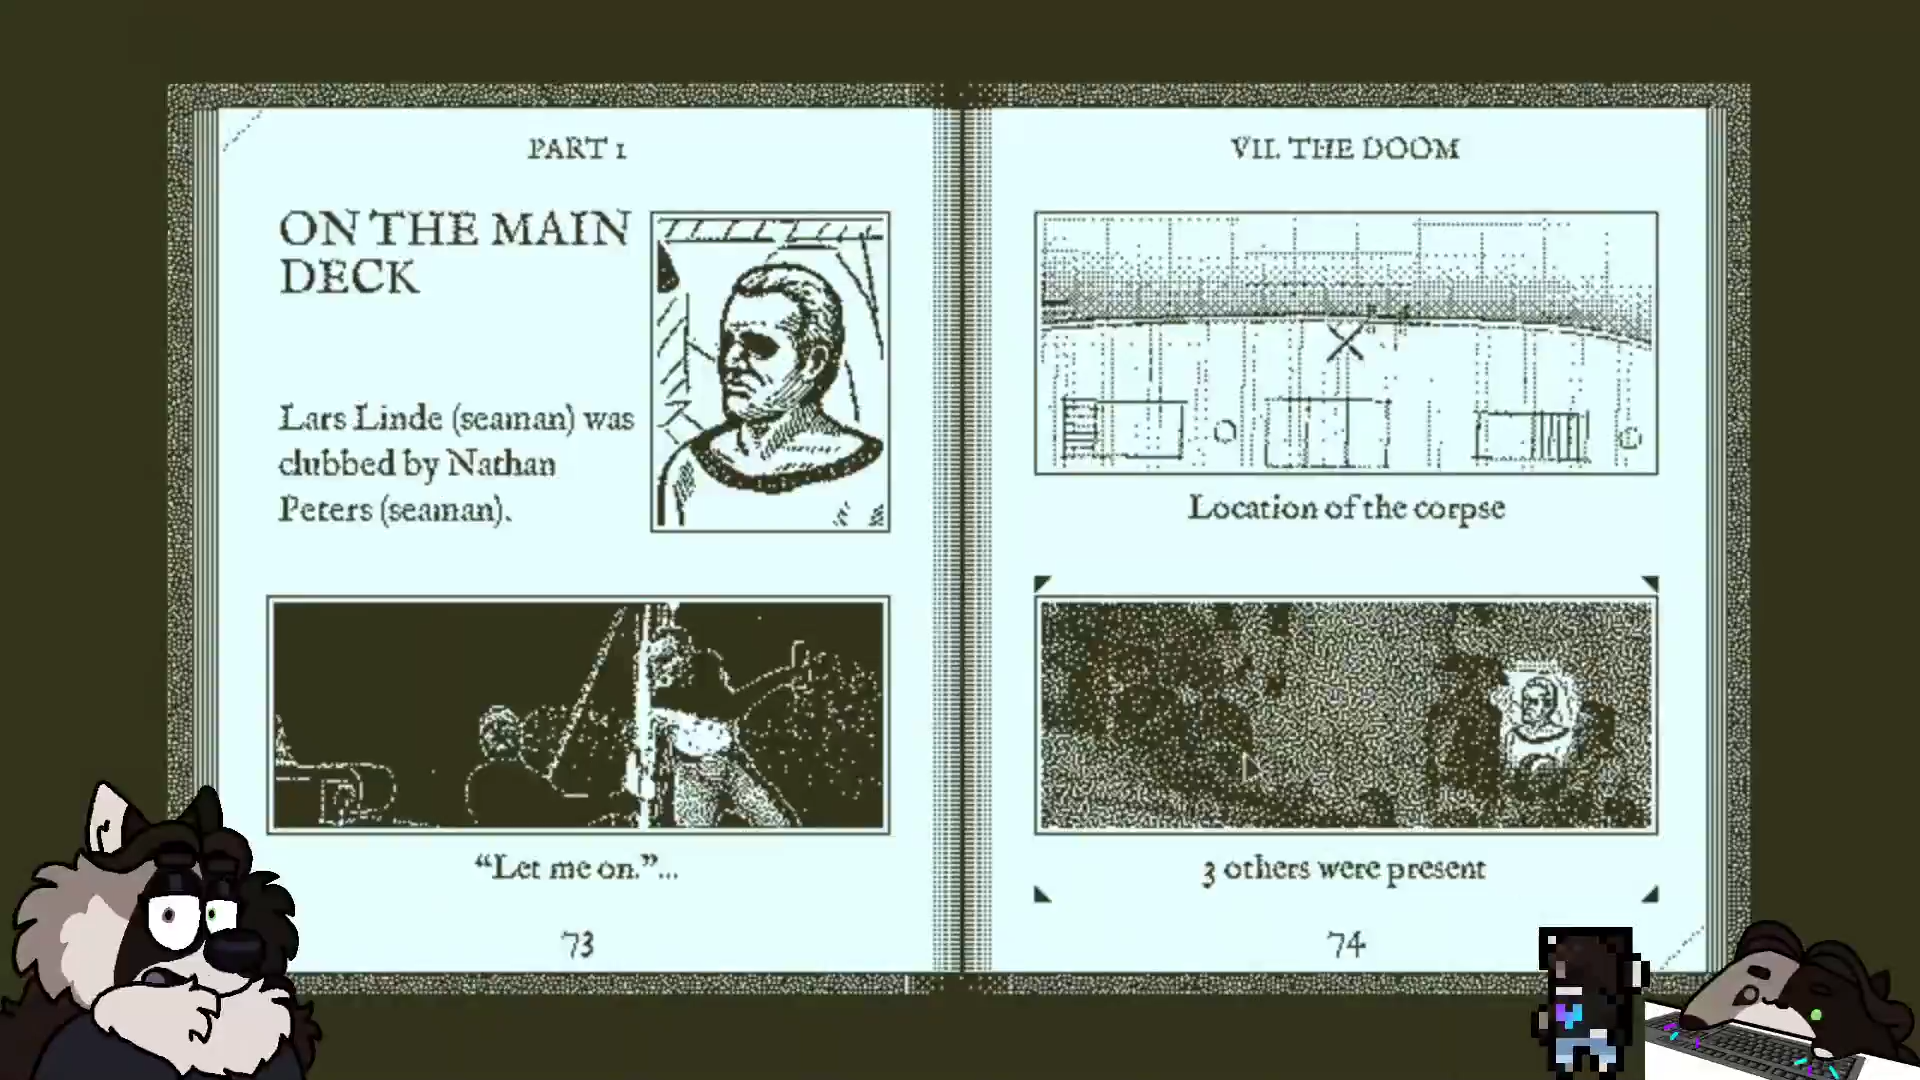 PART 1
ON THE MAIN
DECK
Lars Linde (seaman) was
clubbed by Nathan
Peters (seaman).
“Let me on.”...
73
VII. THE DOOM
Location of the corpse
3 others were present
74